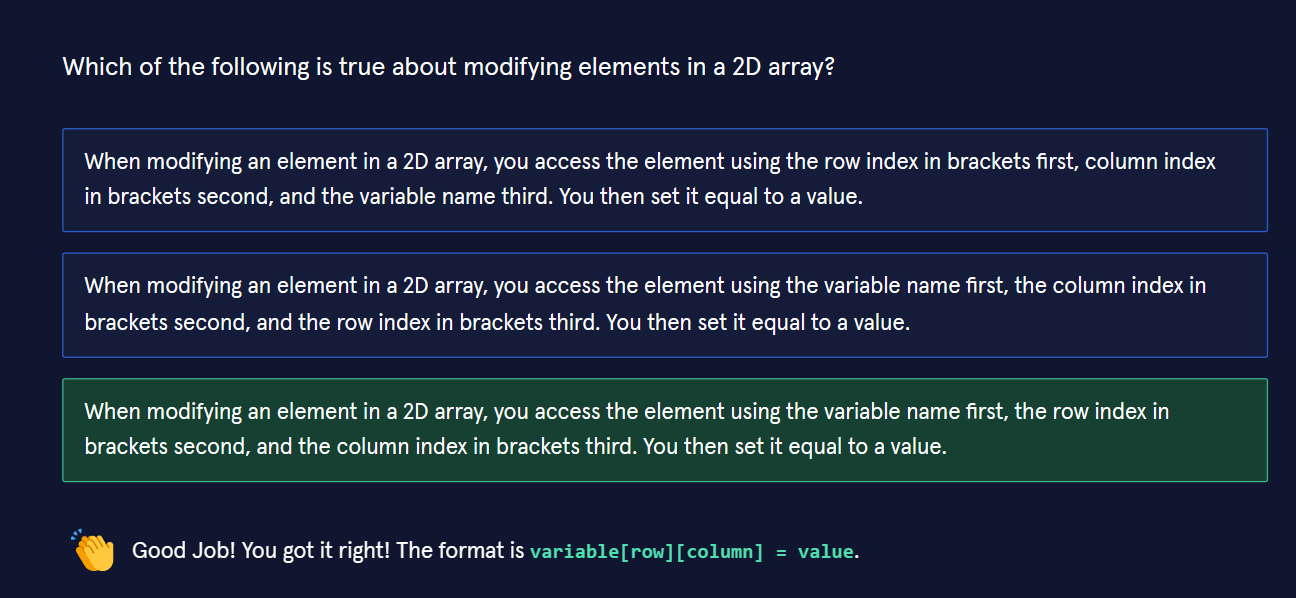 Which of the following is true about modifying elements in a 2D array?
When modifying an element in a 2D array, you access the element using the row index in brackets first, column index
in brackets second, and the variable name third. You then set it equal to a value.
When modifying an element in a 2D array, you access the element using the variable name first, the column index in
brackets second, and the row index in brackets third. You then set it equal to a value.
When modifying an element in a 2D array, you access the element using the variable name first, the row index in
brackets second, and the column index in brackets third. You then set it equal to a value.
Good Job! You got it right! The format is variable[row][column] = value.